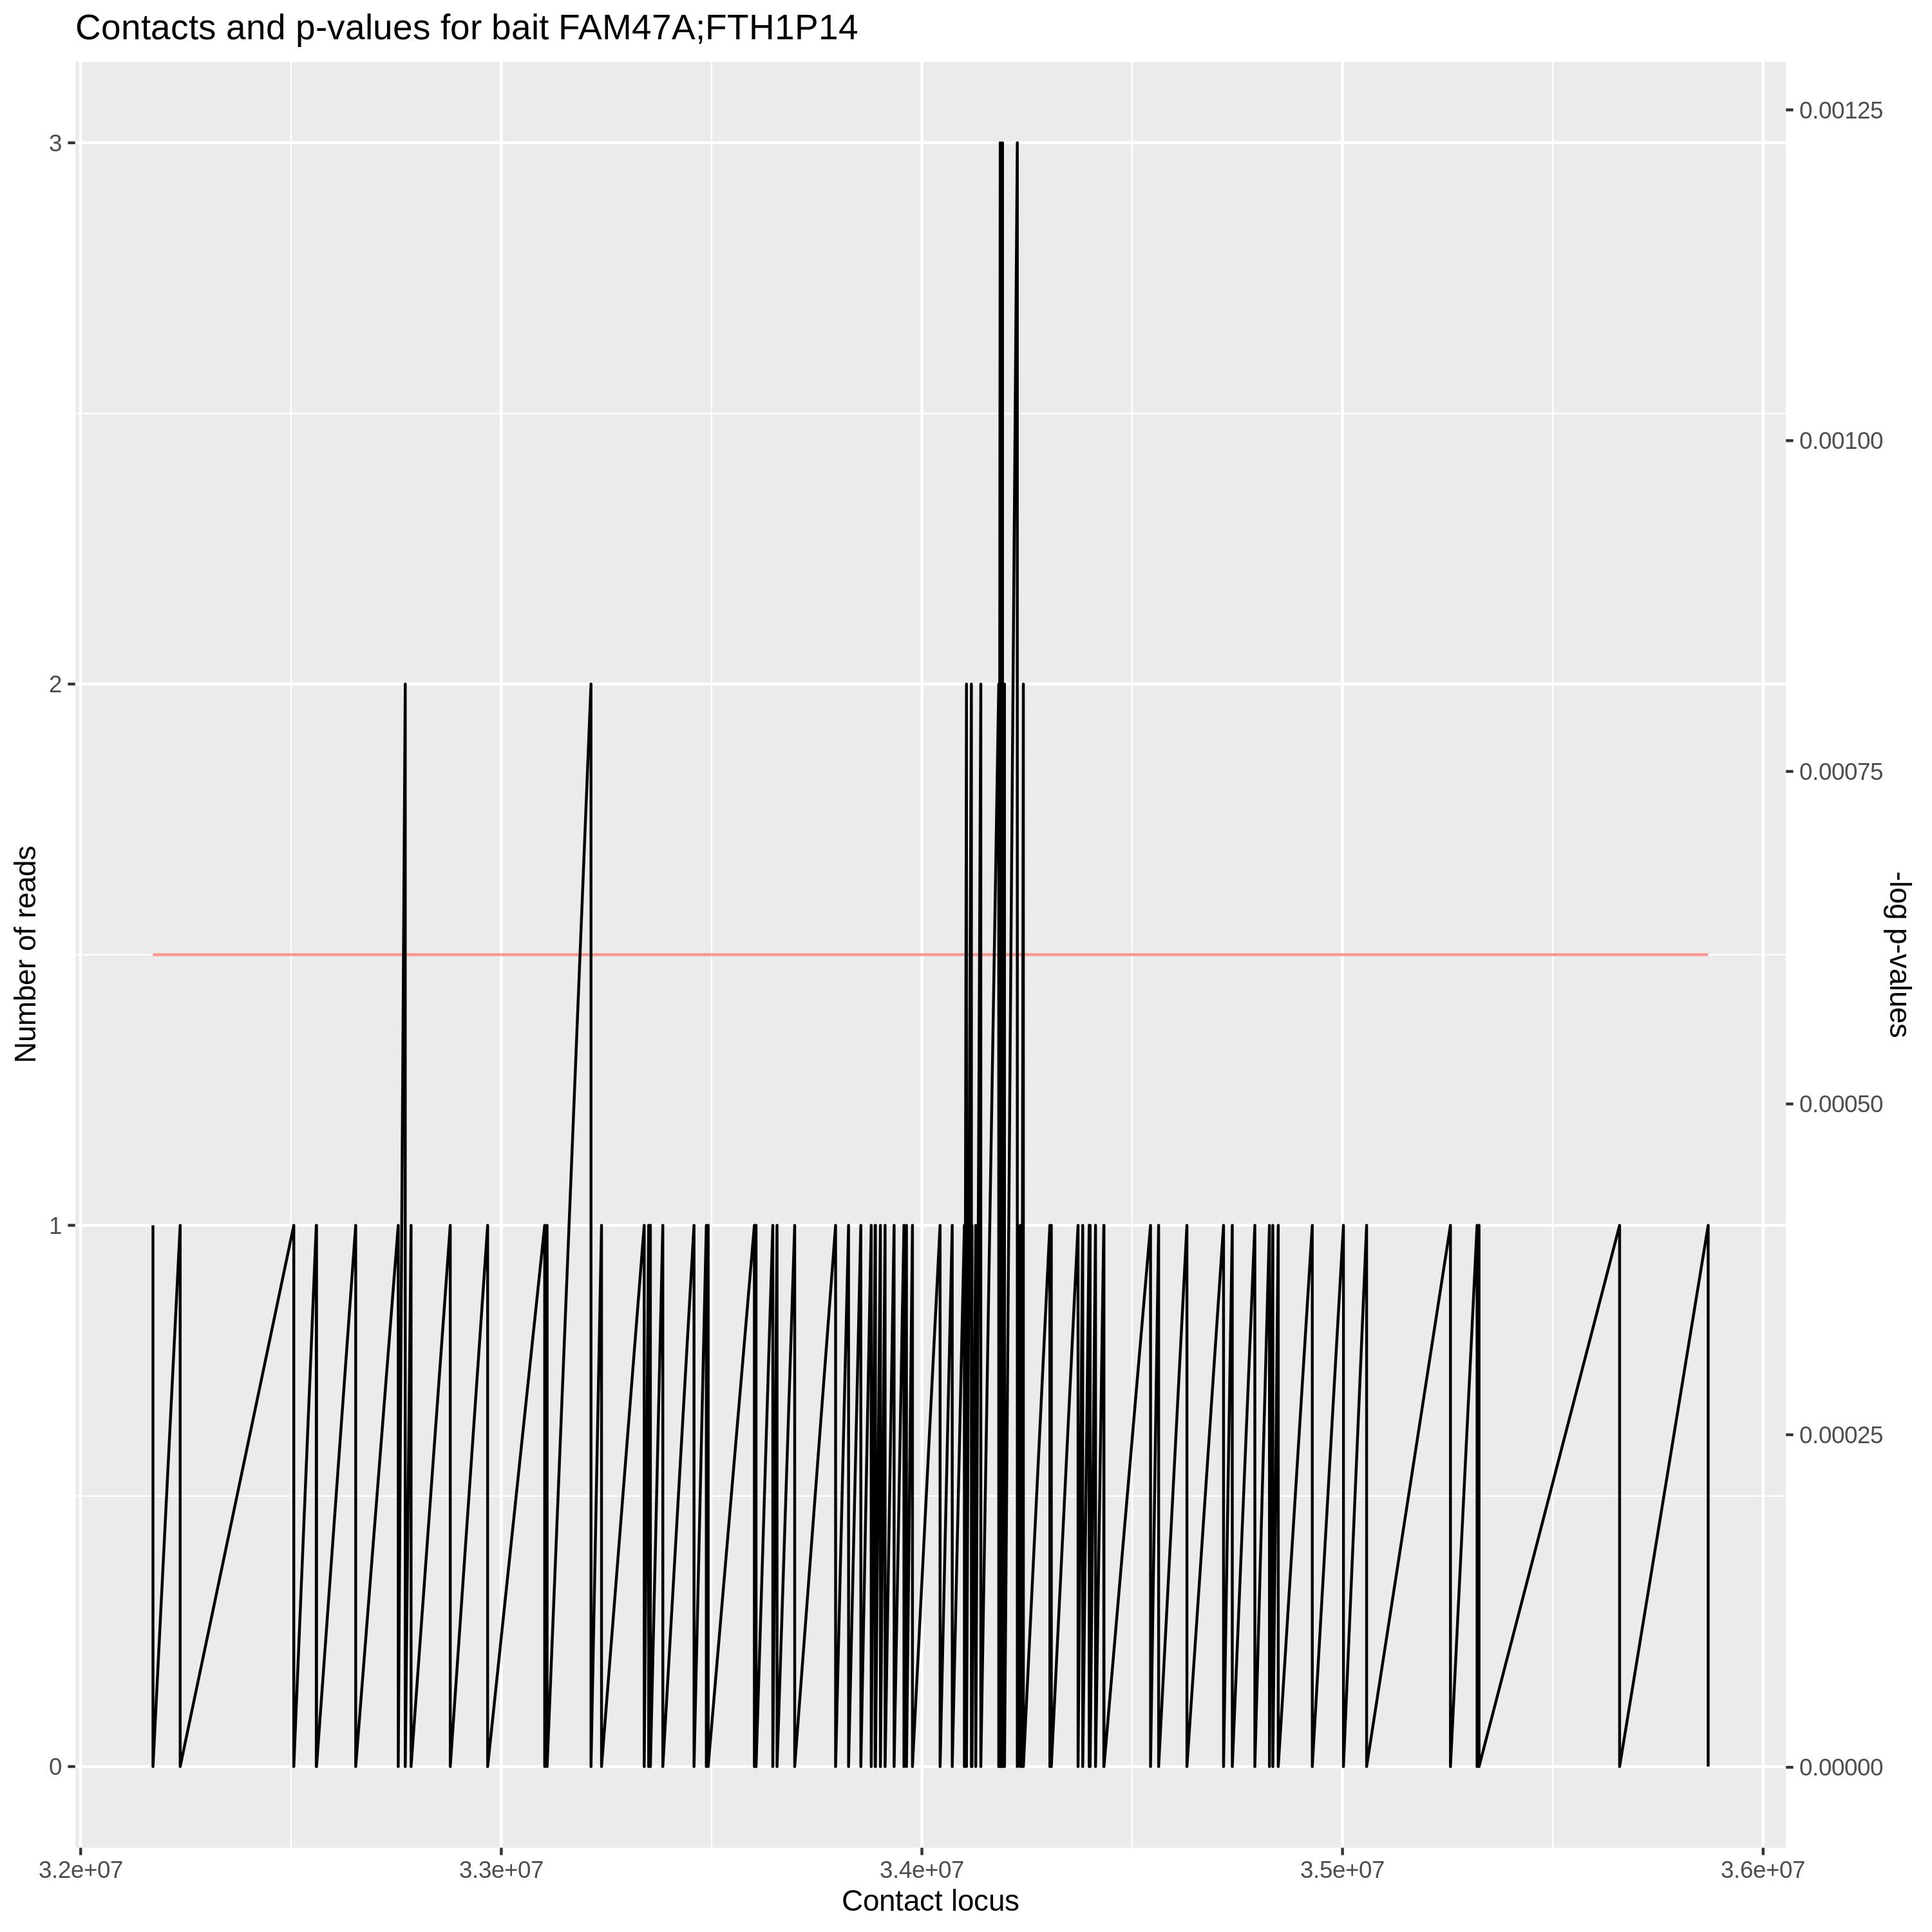 Contacts and p-values for bait FAM47A;FTH1P14
3
2
1
0
Number of reads
0.00125
0.00100
0.00075
0.00050
0.00025
0.00000
-log p-values
3.2e+07 3.3e+07 3.4e+07 3.5e+07 3.6e+07
Contact locus